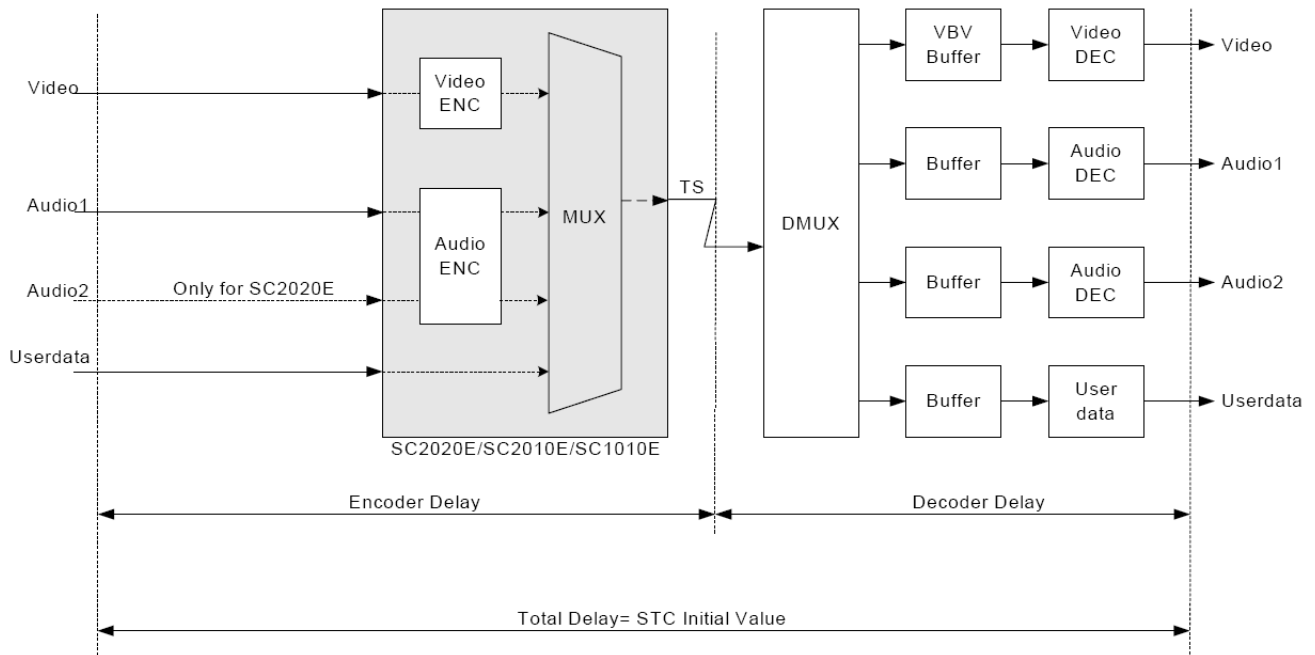 Video
Audio1
Audio2
Userdata
Only for SC2020E
Video
ENC
Audio
ENC
MUX
SC2020E/SC2010E/SC1010E
TS
DMUX
VBV
Buffer
Video
DEC
Video
Buffer
Audio
DEC
Audio1
Buffer
Audio
DEC
Audio2
Buffer
User
data
Userdata
Encoder Delay
Decoder Delay
Total Delay= STC Initial Value